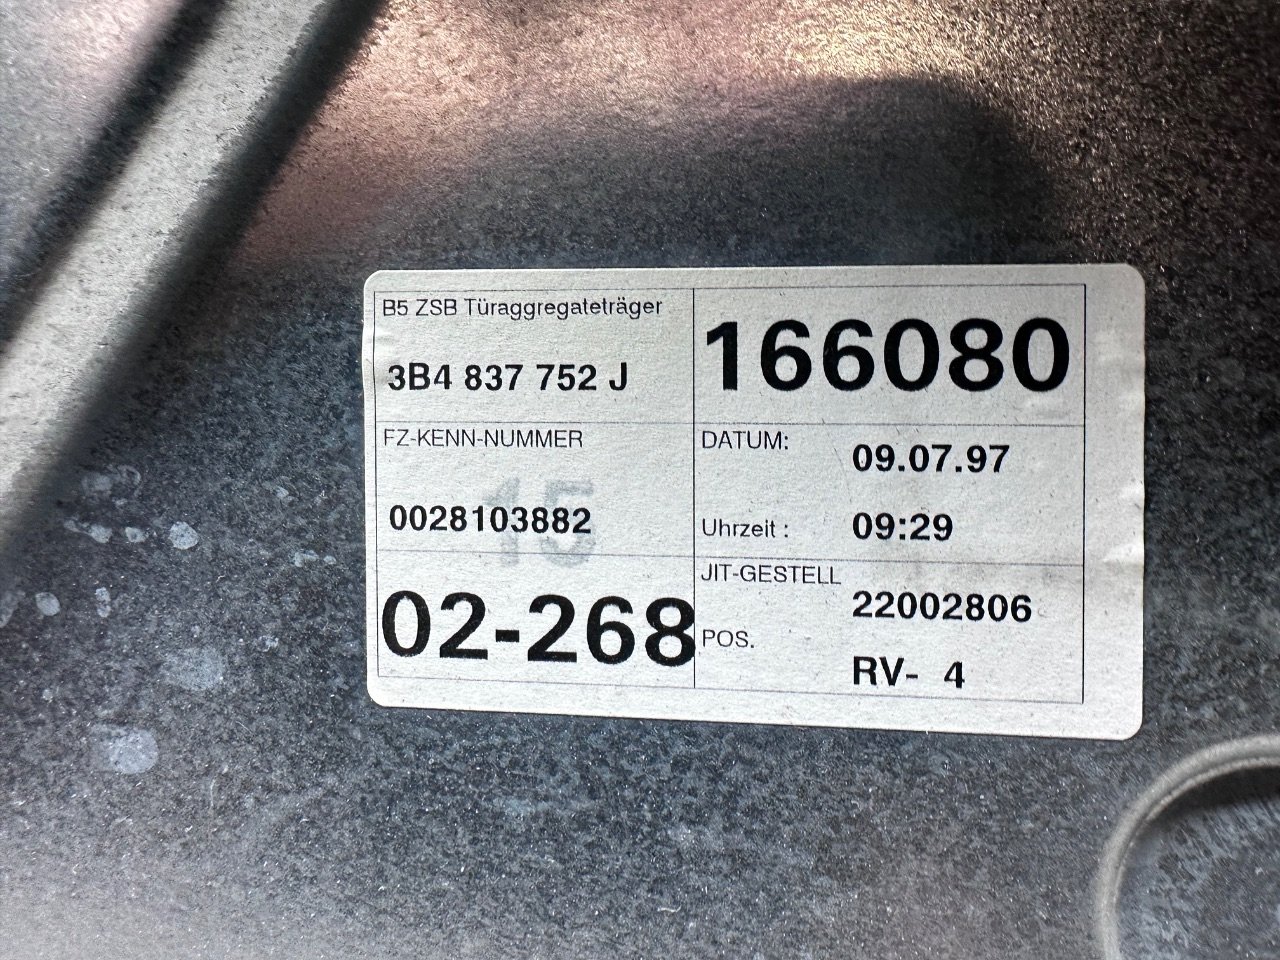 B5 ZSB Türaggregateträger
3B4 837 752 J
166080
FZ-KENN-NUMMER
15
0028103882
DATUM: 09.07.97
Uhrzeit : 09:29
02-268
JIT-GESTELL
22002806
POS.
RV- 4